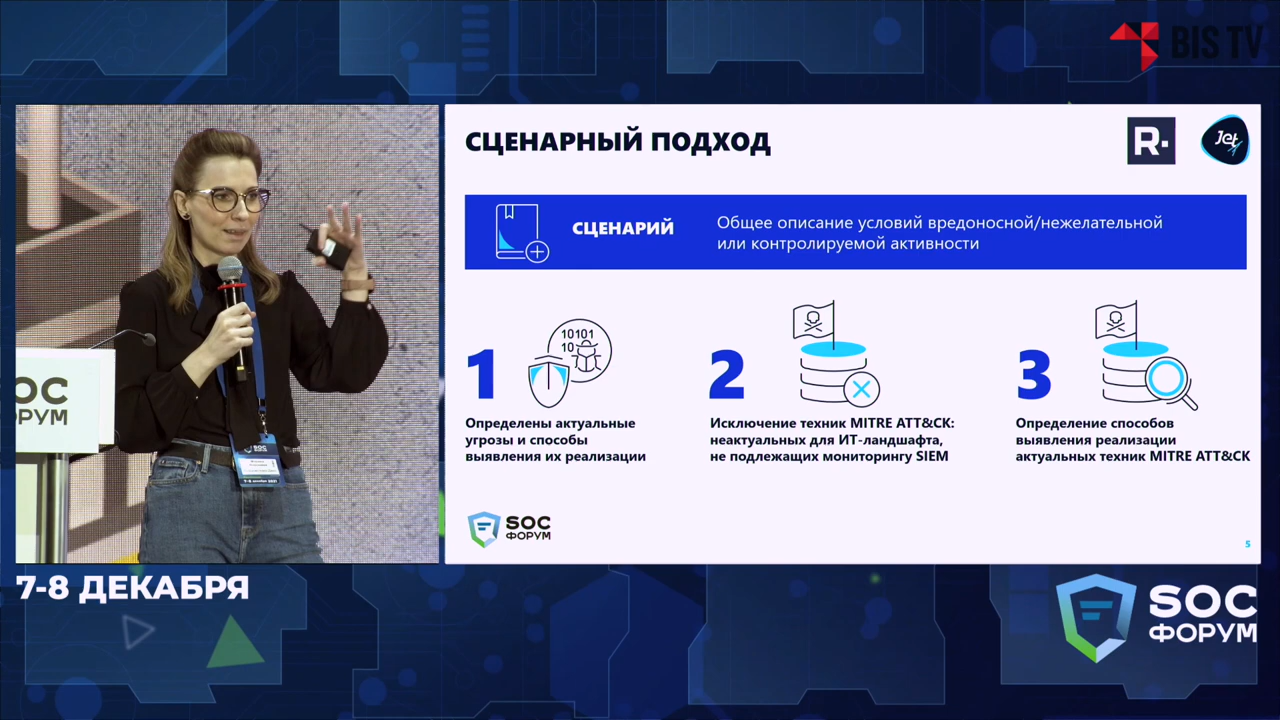 BIS TV
СЦЕНАРНЫЙ ПОДХОД
R.
Jet
СЦЕНАРИЙ
Общее описание условий вредоносной/нежелательной
или контролируемой активности
10101
10
1
Определены актуальные
угрозы и способы
выявления их реализации
2
Исключение техник MITRE ATT&CK:
неактуальных для ИТ-ландшафта,
не подлежащих мониторингу SIEM
3
Определение способов
выявления реализации
актуальных техник MITRE ATT&CK
SOC
ФОРУМ
5
SOC
ФОРУМ
7-8 ДЕКАБРЯ
SOC
ФОРУМ